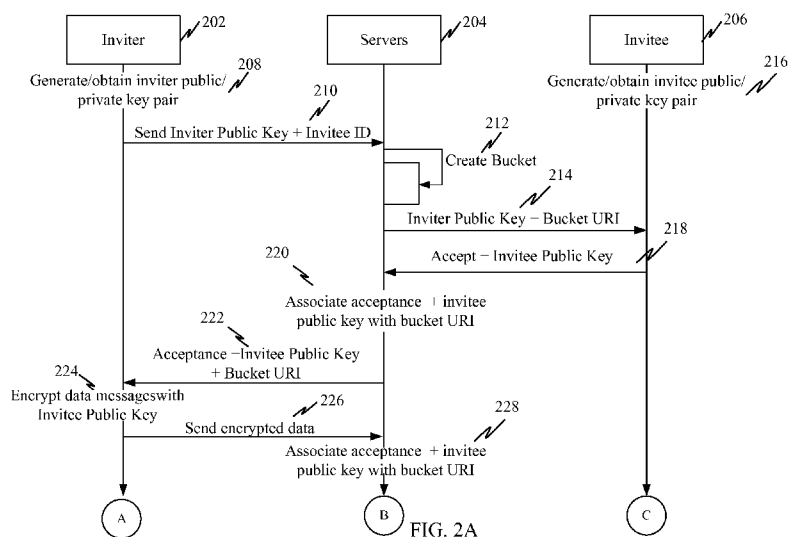 Inviter
202
Servers
204
Invitee
206
Generate/obtain inviter public/
private key pair
208
Generate/obtain invitee public/
private key pair
216
210
Send Inviter Public Key + Invitee ID
212
Create Bucket
214
Inviter Public Key – Bucket URI
218
Accept – Invitee Public Key
220
Associate acceptance + invitee
public key with bucket URI
222
Acceptance –Invitee Public Key
+ Bucket URI
224
Encrypt data messageswith
Invitee Public Key
226
Send encrypted data
228
Associate acceptance + invitee
public key with bucket URI
A
B
C
FIG. 2A